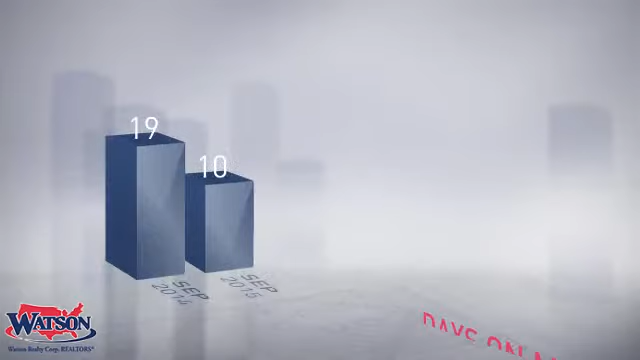 19
10
SEP
2014
SEP
2015
DAYS ON
WATSON
Watson Realty Corp. REALTORS®